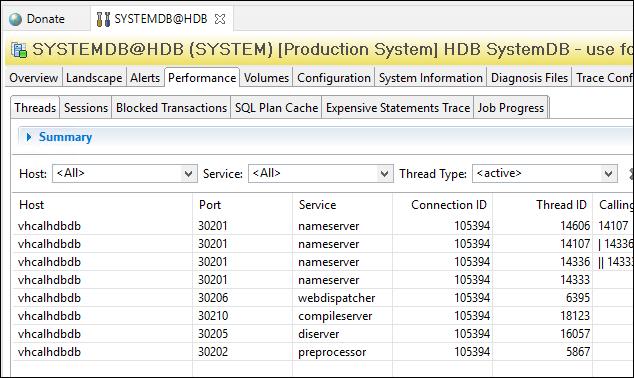 Donate SYSTEMDB@HDB
SYSTEMDB@HDB (SYSTEM) [Production System] HDB SystemDB - use fo
Overview Landscape Alerts Performance Volumes Configuration System Information Diagnosis Files Trace Conf
Threads Sessions Blocked Transactions SQL Plan Cache Expensive Statements Trace Job Progress
Summary
Host: <All> Service: <All> Thread Type: <active>
Host Port Service Connection ID Thread ID Calling
vhcalhdbdb 30201 nameserver 105394 14606 14107
vhcalhdbdb 30201 nameserver 105394 14107 | 14336
vhcalhdbdb 30201 nameserver 105394 14336 || 14333
vhcalhdbdb 30201 nameserver 105394 14333
vhcalhdbdb 30206 webdispatcher 105394 6395
vhcalhdbdb 30210 compileserver 105394 18123
vhcalhdbdb 30205 diserver 105394 16057
vhcalhdbdb 30202 preprocessor 105394 5867